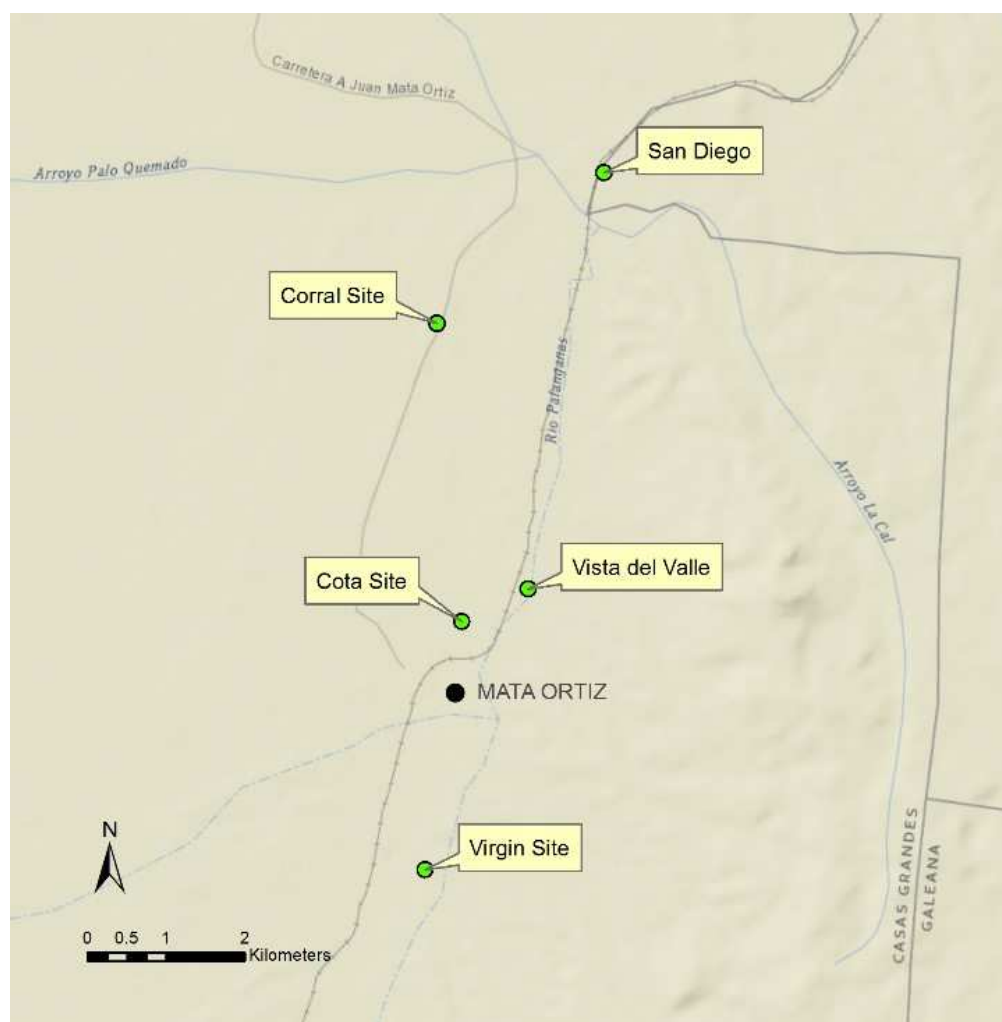 Carretera A Juan Mata Ortiz
San Diego
Arroyo Palo Quemado
Corral Site
Rio Palanganas
Arroyo La Cal
Vista del Valle
Cota Site
MATA ORTIZ
N
Virgin Site
CASAS GRANDES
GALEANA
0 0.5 1 2
Kilometers